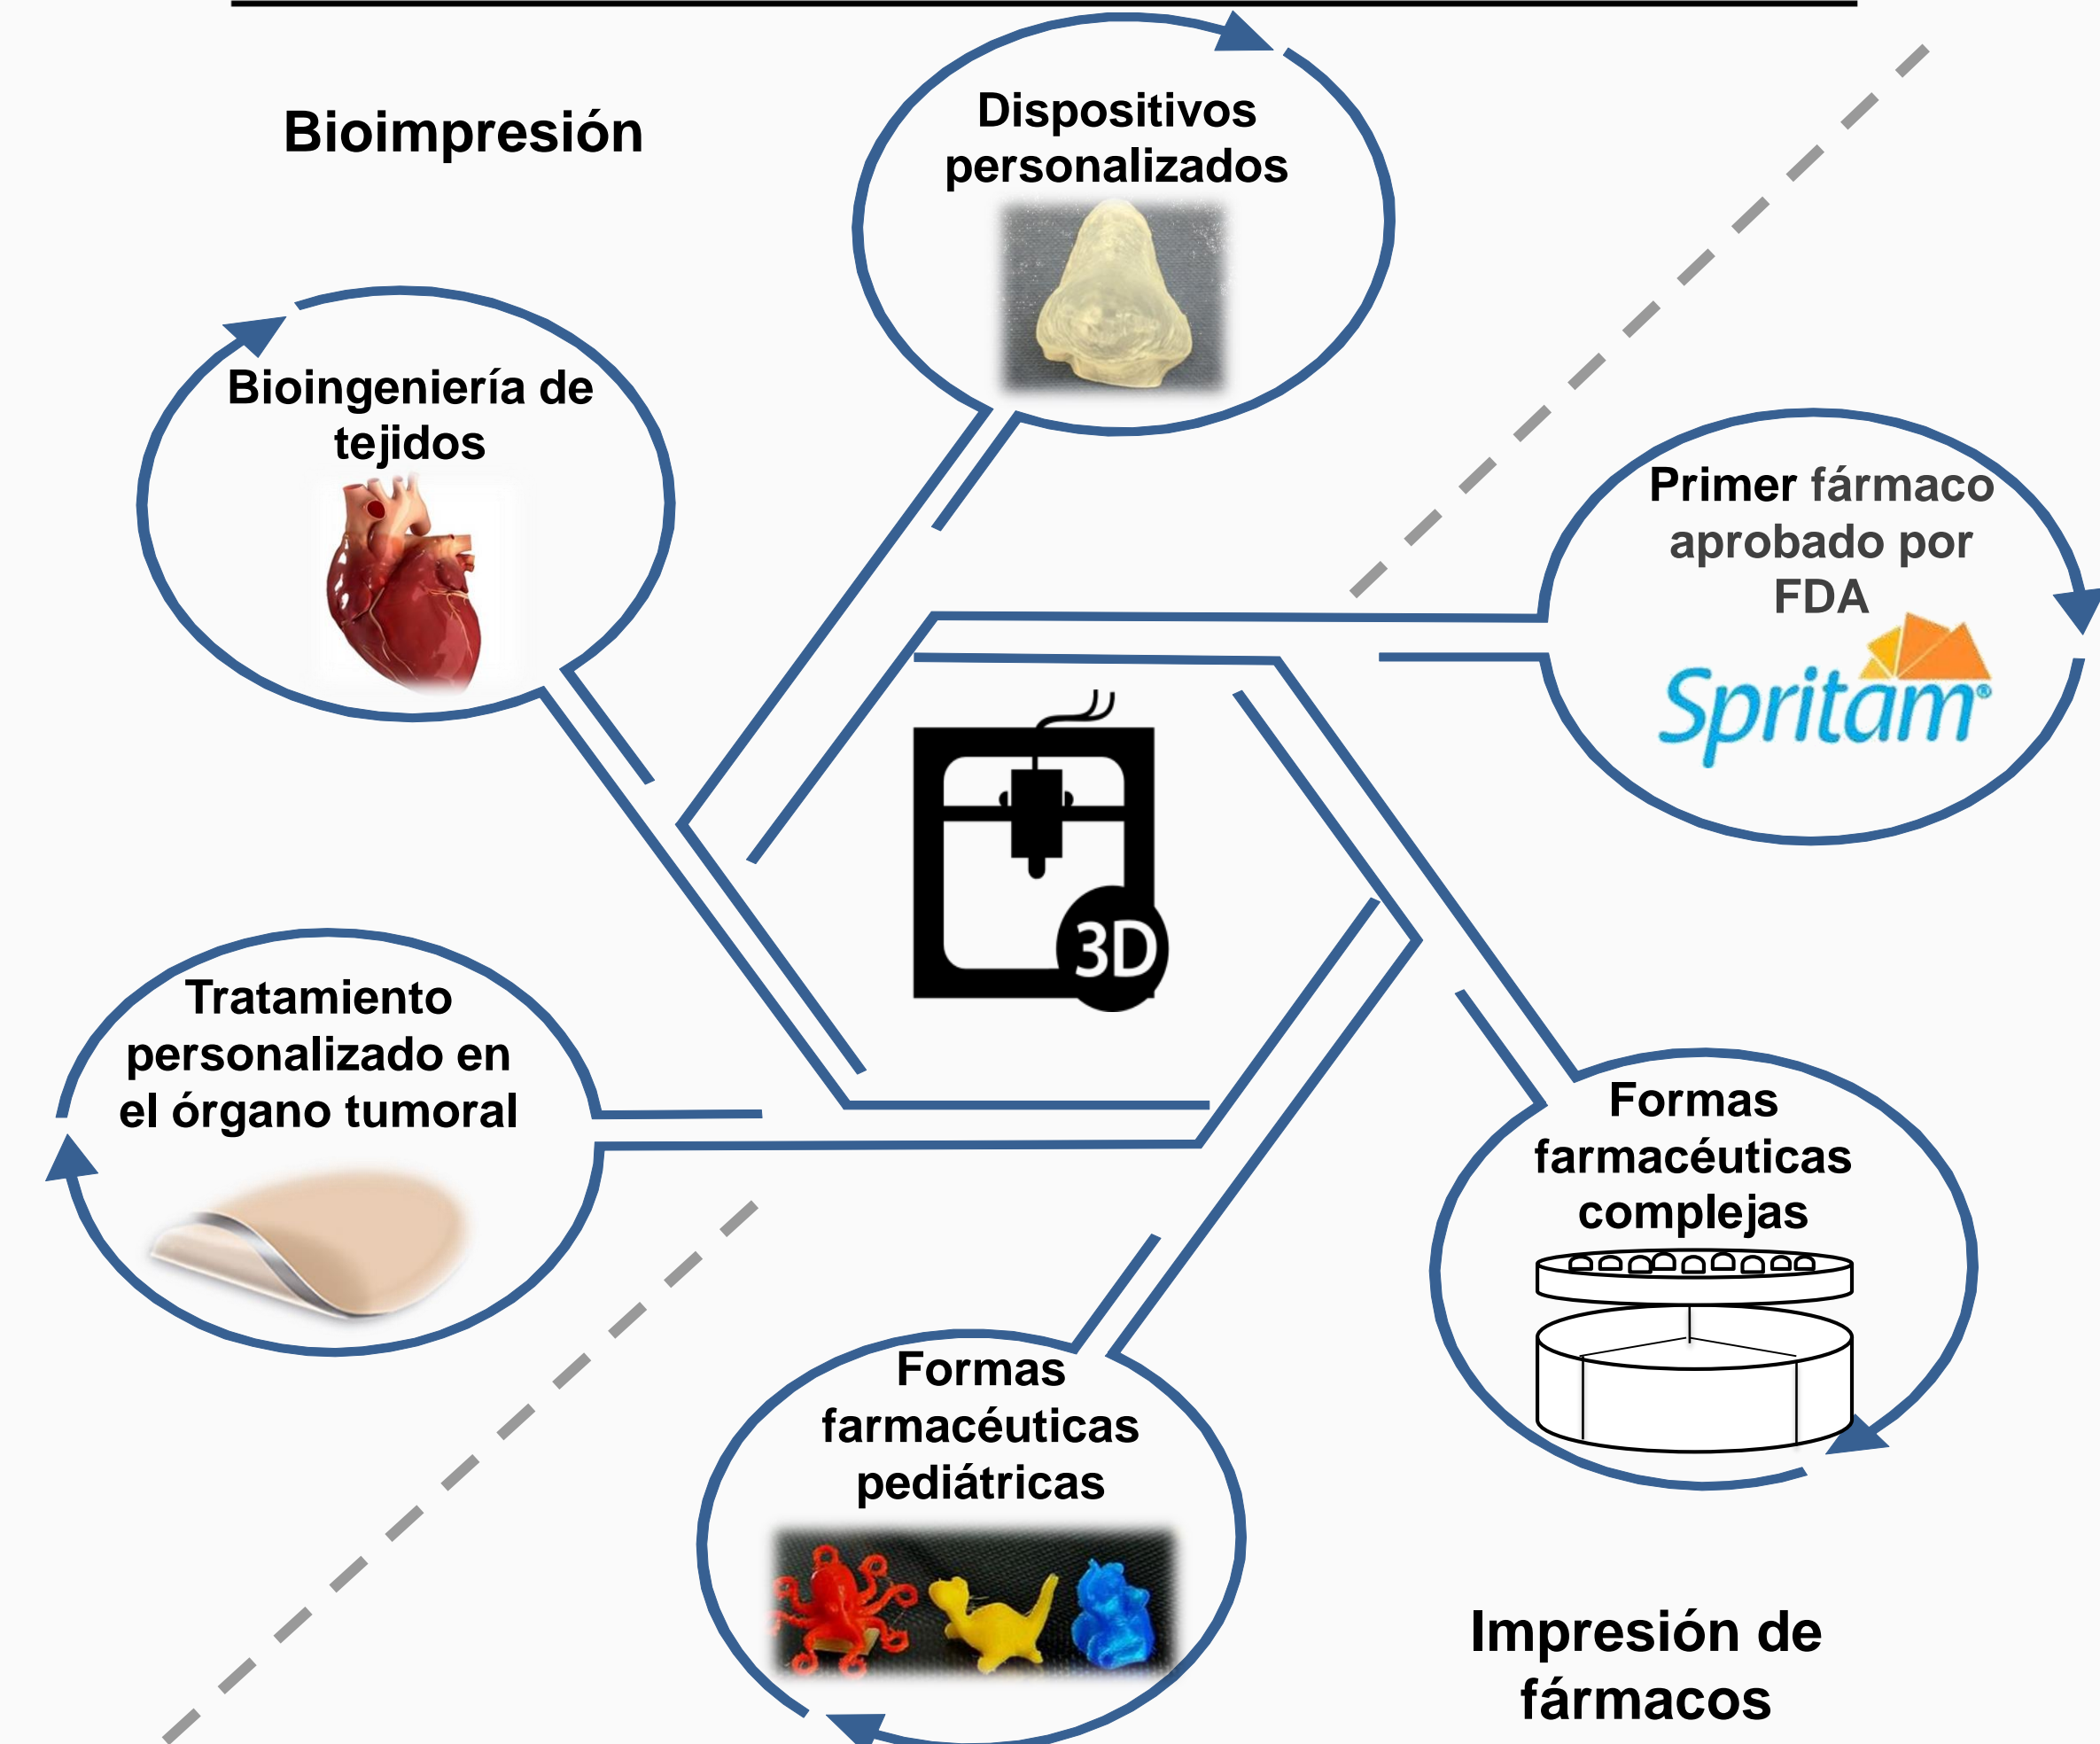 Bioimpresión
Dispositivos
personalizados
Bioingeniería de
tejidos
Primer fármaco
aprobado por
FDA
Spritam®
3D
Tratamiento
personalizado en
el órgano tumoral
Formas
farmacéuticas
complejas
Formas
farmacéuticas
pediátricas
Impresión de
fármacos